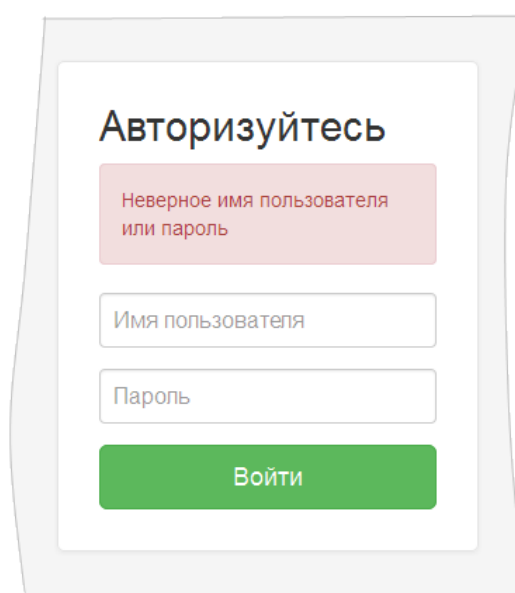 Авторизуйтесь
Неверное имя пользователя
или пароль
Имя пользователя
Пароль
Войти